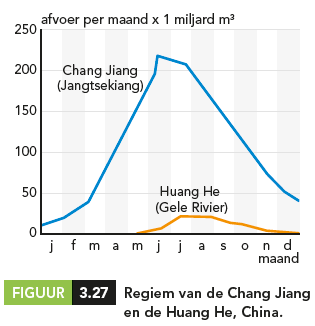 afvoer per maand x 1 miljard m³
250
200
150
100
50
0
Chang Jiang
(Jangtsekiang)
Huang He
(Gele Rivier)
j f m a m j j a s o n d
maand
FIGUUR 3.27 Regiem van de Chang Jiang
en de Huang He, China.